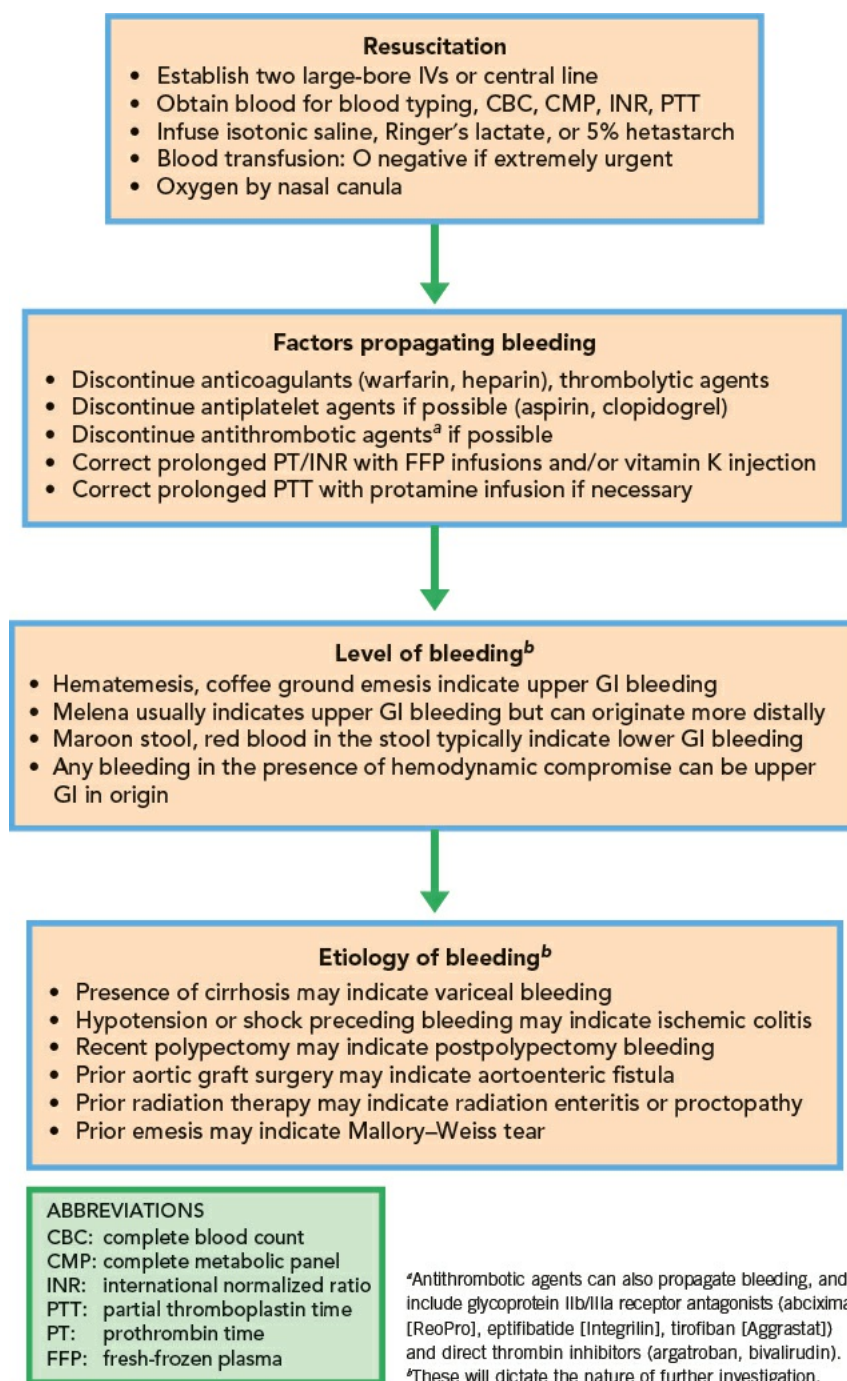 Resuscitation
• Establish two large-bore IVs or central line
• Obtain blood for blood typing, CBC, CMP, INR, PTT
• Infuse isotonic saline, Ringer's lactate, or 5% hetastarch
• Blood transfusion: O negative if extremely urgent
• Oxygen by nasal canula
Factors propagating bleeding
• Discontinue anticoagulants (warfarin, heparin), thrombolytic agents
• Discontinue antiplatelet agents if possible (aspirin, clopidogrel)
• Discontinue antithrombotic agentsᵃ if possible
• Correct prolonged PT/INR with FFP infusions and/or vitamin K injection
• Correct prolonged PTT with protamine infusion if necessary
Level of bleedingᵇ
• Hematemesis, coffee ground emesis indicate upper GI bleeding
• Melena usually indicates upper GI bleeding but can originate more distally
• Maroon stool, red blood in the stool typically indicate lower GI bleeding
• Any bleeding in the presence of hemodynamic compromise can be upper
GI in origin
Etiology of bleedingᵇ
• Presence of cirrhosis may indicate variceal bleeding
• Hypotension or shock preceding bleeding may indicate ischemic colitis
• Recent polypectomy may indicate postpolypectomy bleeding
• Prior aortic graft surgery may indicate aortoenteric fistula
• Prior radiation therapy may indicate radiation enteritis or proctopathy
• Prior emesis may indicate Mallory–Weiss tear
ABBREVIATIONS
CBC: complete blood count
CMP: complete metabolic panel
INR: international normalized ratio
PTT: partial thromboplastin time
PT: prothrombin time
FFP: fresh-frozen plasma
ᵃAntithrombotic agents can also propagate bleeding, and
include glycoprotein IIb/IIIa receptor antagonists (abcixima
[ReoPro], eptifibatide [Integrilin], tirofiban [Aggrastat])
and direct thrombin inhibitors (argatroban, bivalirudin).
ᵇThese will dictate the nature of further investigation.